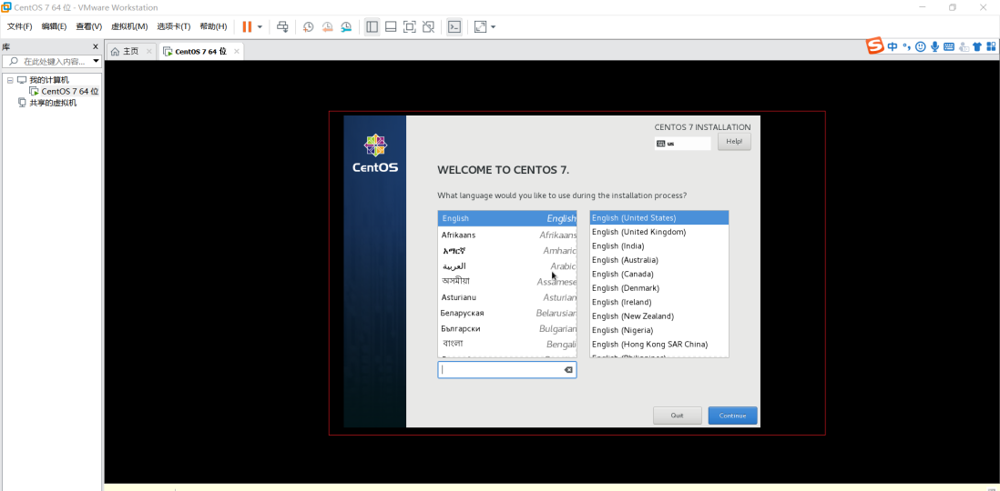 CentOS 7 64 位 - VMware Workstation
文件(F) 编辑(E) 查看(V) 虚拟机(M) 选项卡(T) 帮助(H)
库 x
主页 × CentOS 7 64 位 ×
中
在此处键入内容...
我的计算机
CentOS 7 64 位
共享的虚拟机
CentOS
CENTOS 7 INSTALLATION
us Help!
WELCOME TO CENTOS 7.
What language would you like to use during the installation process?
English English English (United States)
Afrikaans Afrikaans English (United Kingdom)
አማርኛ Amharic English (India)
العربية Arabic English (Australia)
অসমীয়া Assamese English (Canada)
Asturianu Asturian English (Denmark)
Беларуская Belarusian English (Ireland)
Български Bulgarian English (New Zealand)
বাংলা Bengali English (Nigeria)
English (Hong Kong SAR China)
English (Philippines)
Quit Continue